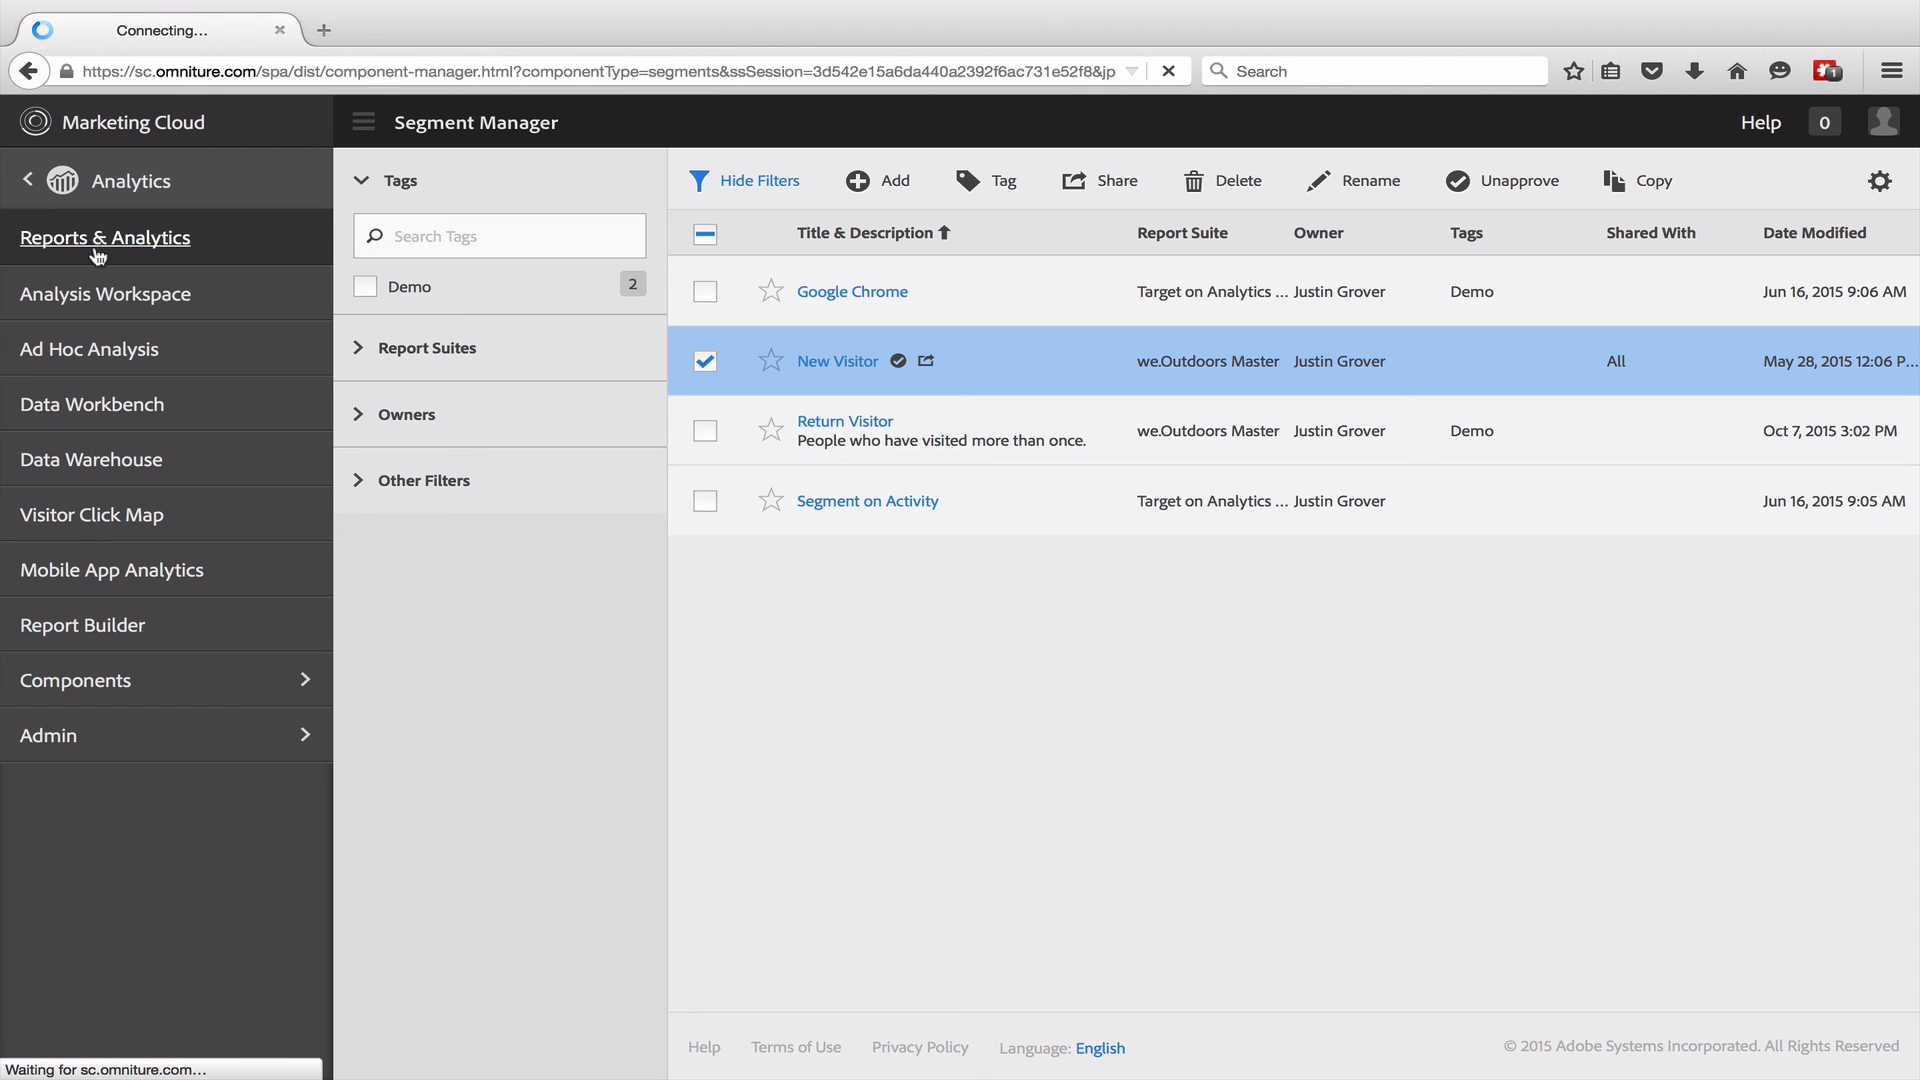 Connecting...
https://sc.omniture.com/spa/dist/component-manager.html?componentType=segments&ssSession=3d542e15a6da440a2392f6ac731e52f8&jp
Search
1
Marketing Cloud
Segment Manager
Help
0
Analytics
Reports & Analytics
Analysis Workspace
Ad Hoc Analysis
Data Workbench
Data Warehouse
Visitor Click Map
Mobile App Analytics
Report Builder
Components
Admin
Tags
Search Tags
Demo 2
Report Suites
Owners
Other Filters
Hide Filters Add Tag Share Delete Rename Unapprove Copy
Title & Description Report Suite Owner Tags Shared With Date Modified
Google Chrome Target on Analytics ... Justin Grover Demo Jun 16, 2015 9:06 AM
New Visitor we.Outdoors Master Justin Grover All May 28, 2015 12:06 P...
Return Visitor
People who have visited more than once. we.Outdoors Master Justin Grover Demo Oct 7, 2015 3:02 PM
Segment on Activity Target on Analytics ... Justin Grover Jun 16, 2015 9:05 AM
Help Terms of Use Privacy Policy Language: English
© 2015 Adobe Systems Incorporated. All Rights Reserved
Waiting for sc.omniture.com...